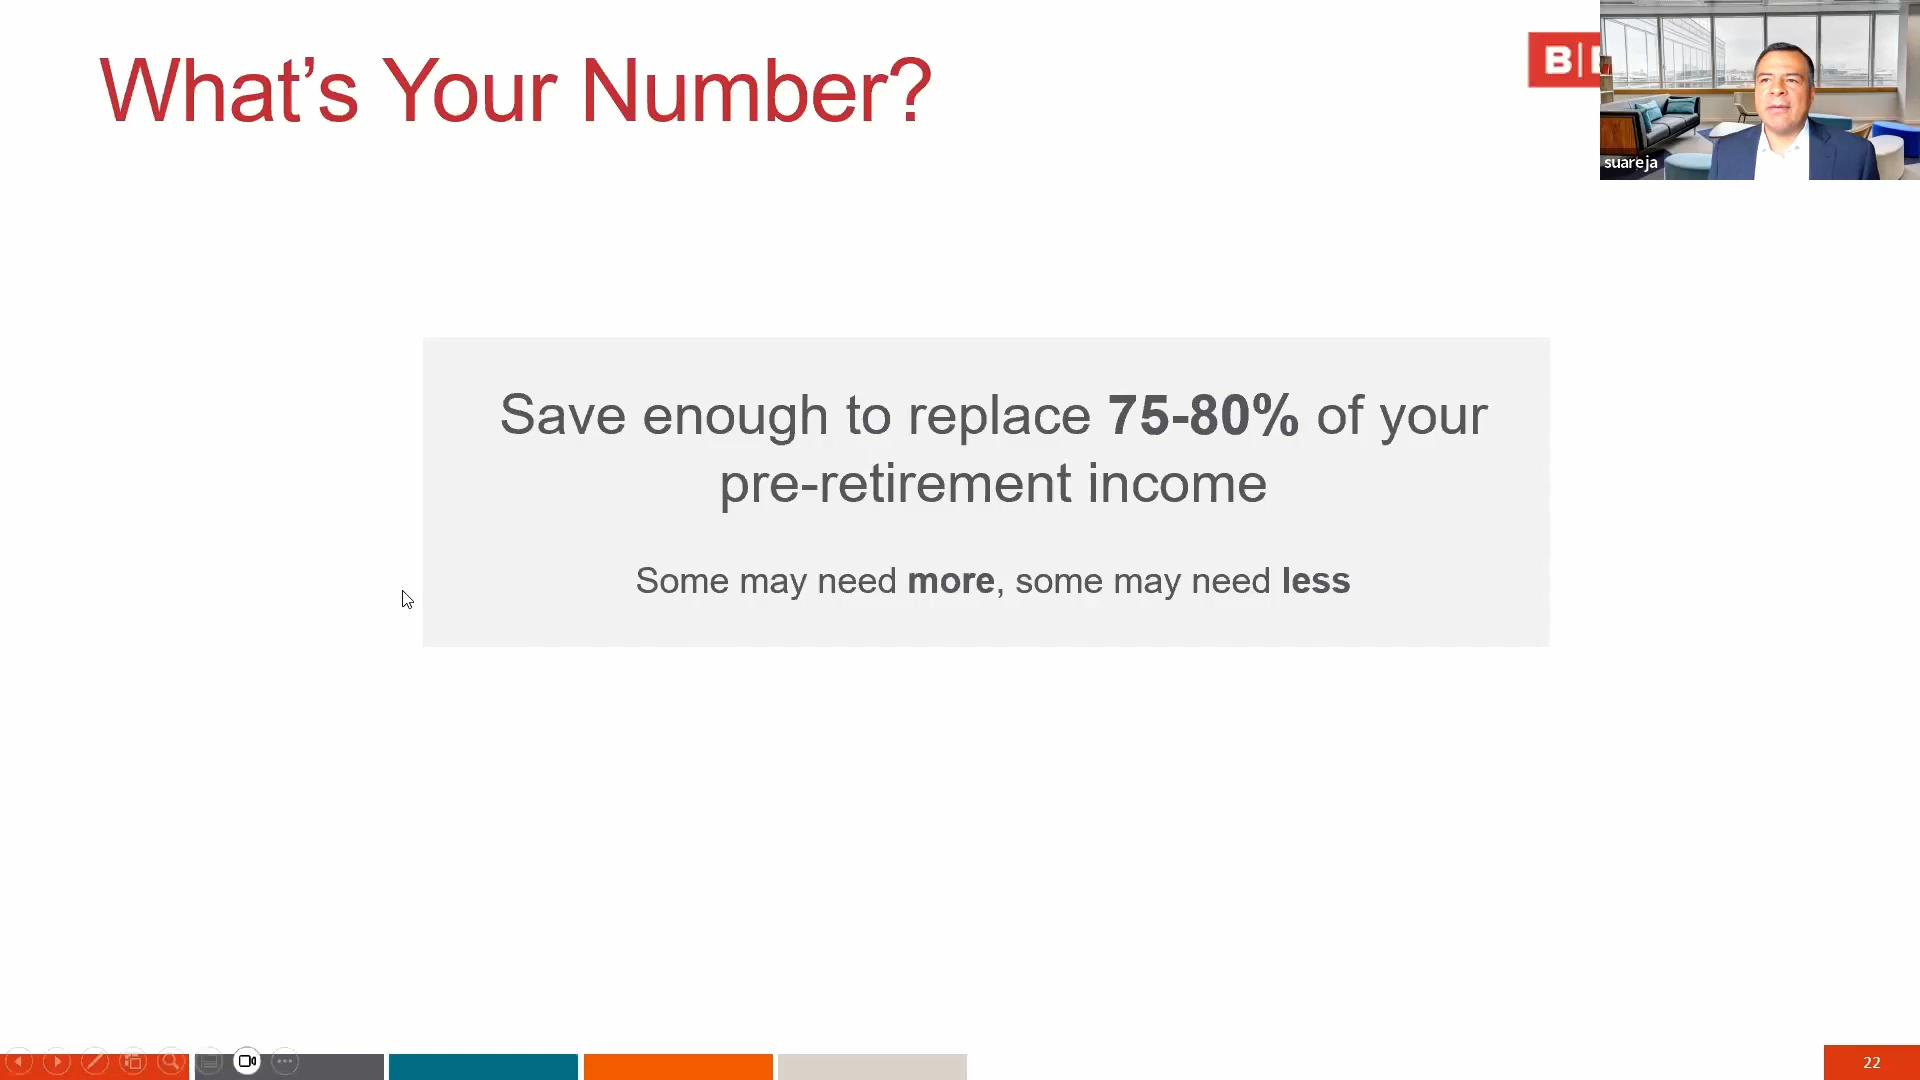 What's Your Number?
B|
suareja
Save enough to replace 75-80% of your
pre-retirement income
Some may need more, some may need less
22